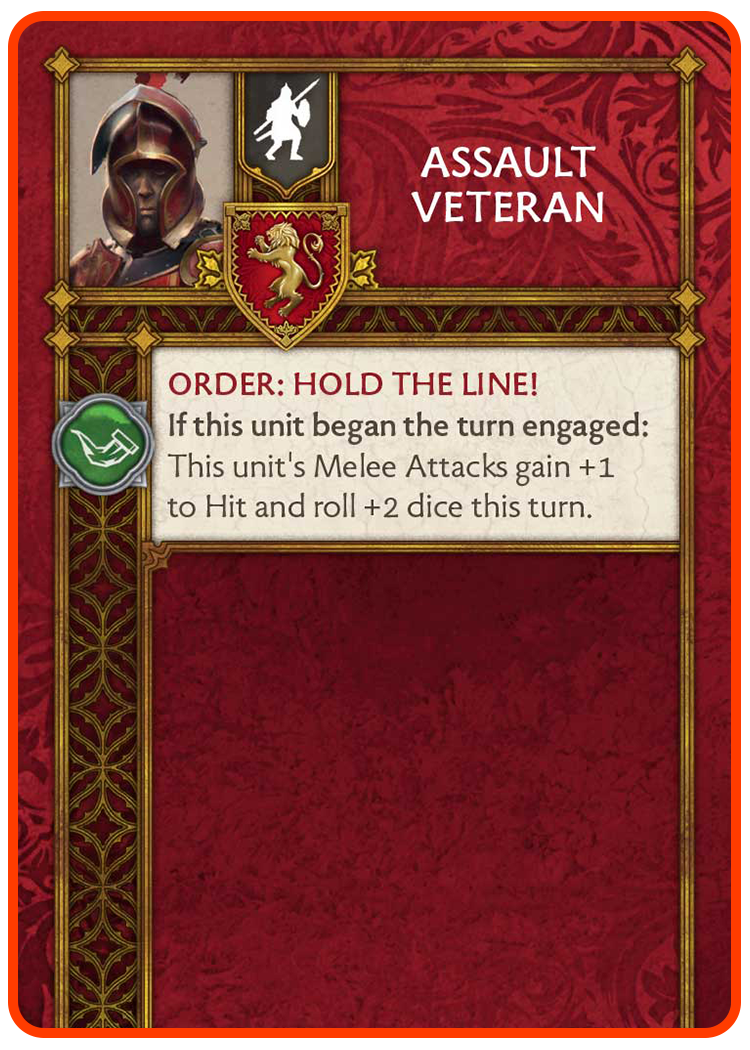 ASSAULT
VETERAN
ORDER: HOLD THE LINE!
If this unit began the turn engaged:
This unit's Melee Attacks gain +1
to Hit and roll +2 dice this turn.